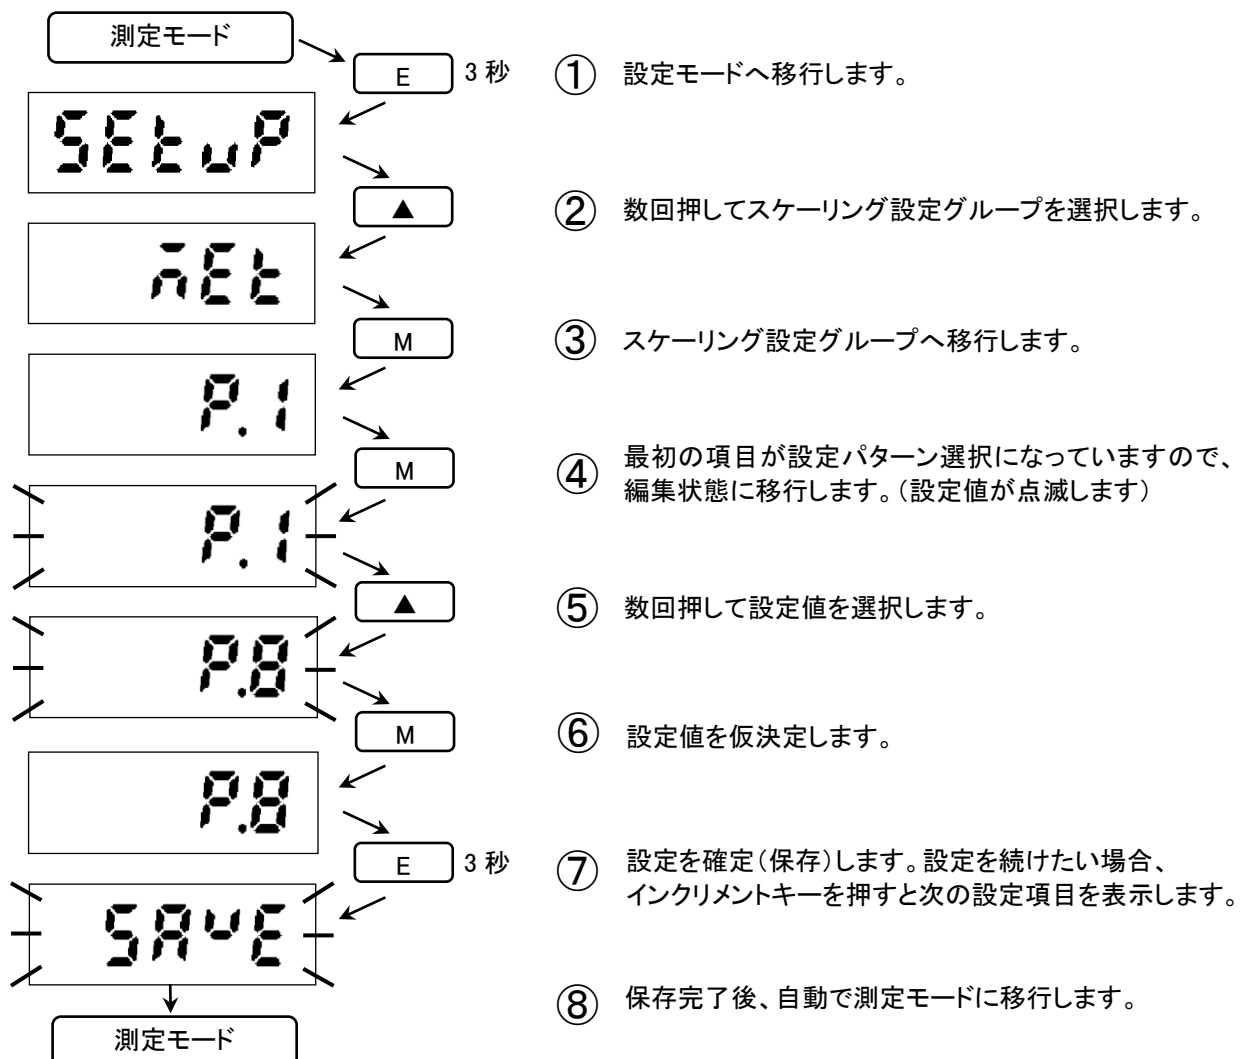 測定モード
E 3 秒 ① 設定モードへ移行します。
SEtuP
▲ ② 数回押してスケーリング設定グループを選択します。
mEt
M ③ スケーリング設定グループへ移行します。
P.1
M ④ 最初の項目が設定パターン選択になっていますので、
編集状態に移行します。(設定値が点滅します)
P.1
▲ ⑤ 数回押して設定値を選択します。
P.8
M ⑥ 設定値を仮決定します。
P.8
E 3 秒 ⑦ 設定を確定(保存)します。設定を続けたい場合、
インクリメントキーを押すと次の設定項目を表示します。
SAvE
⑧ 保存完了後、自動で測定モードに移行します。
測定モード